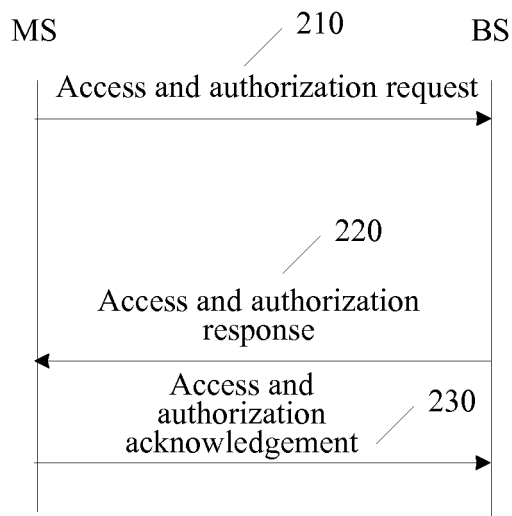 210
MS
BS
Access and authorization request
220
Access and authorization
response
Access and
authorization
acknowledgement
230